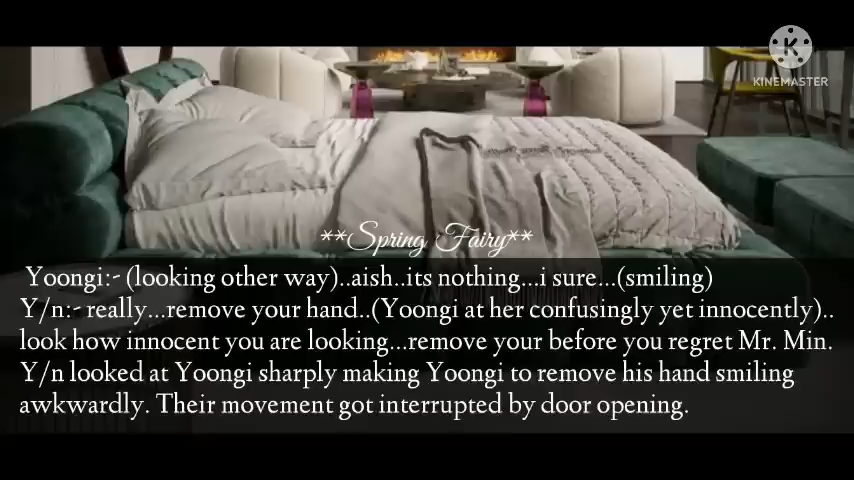 KINEMASTER
**Spring Fairy**
Yoongi:- (looking other way)..aish..its nothing...i sure...(smiling)
Y/n:- really...remove your hand..(Yoongi at her confusingly yet innocently)..
look how innocent you are looking...remove your before you regret Mr. Min.
Y/n looked at Yoongi sharply making Yoongi to remove his hand smiling
awkwardly. Their movement got interrupted by door opening.